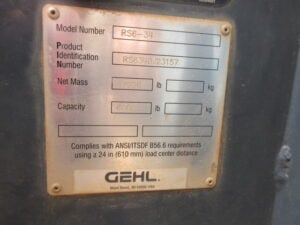 Model Number RS6-34
Product
Identification
Number
Net Mass lb kg
Capacity lb kg
Complies with ANSI/ITSDF B56.6 requirements
using a 24 in (610 mm) load center distance.
GEHL.